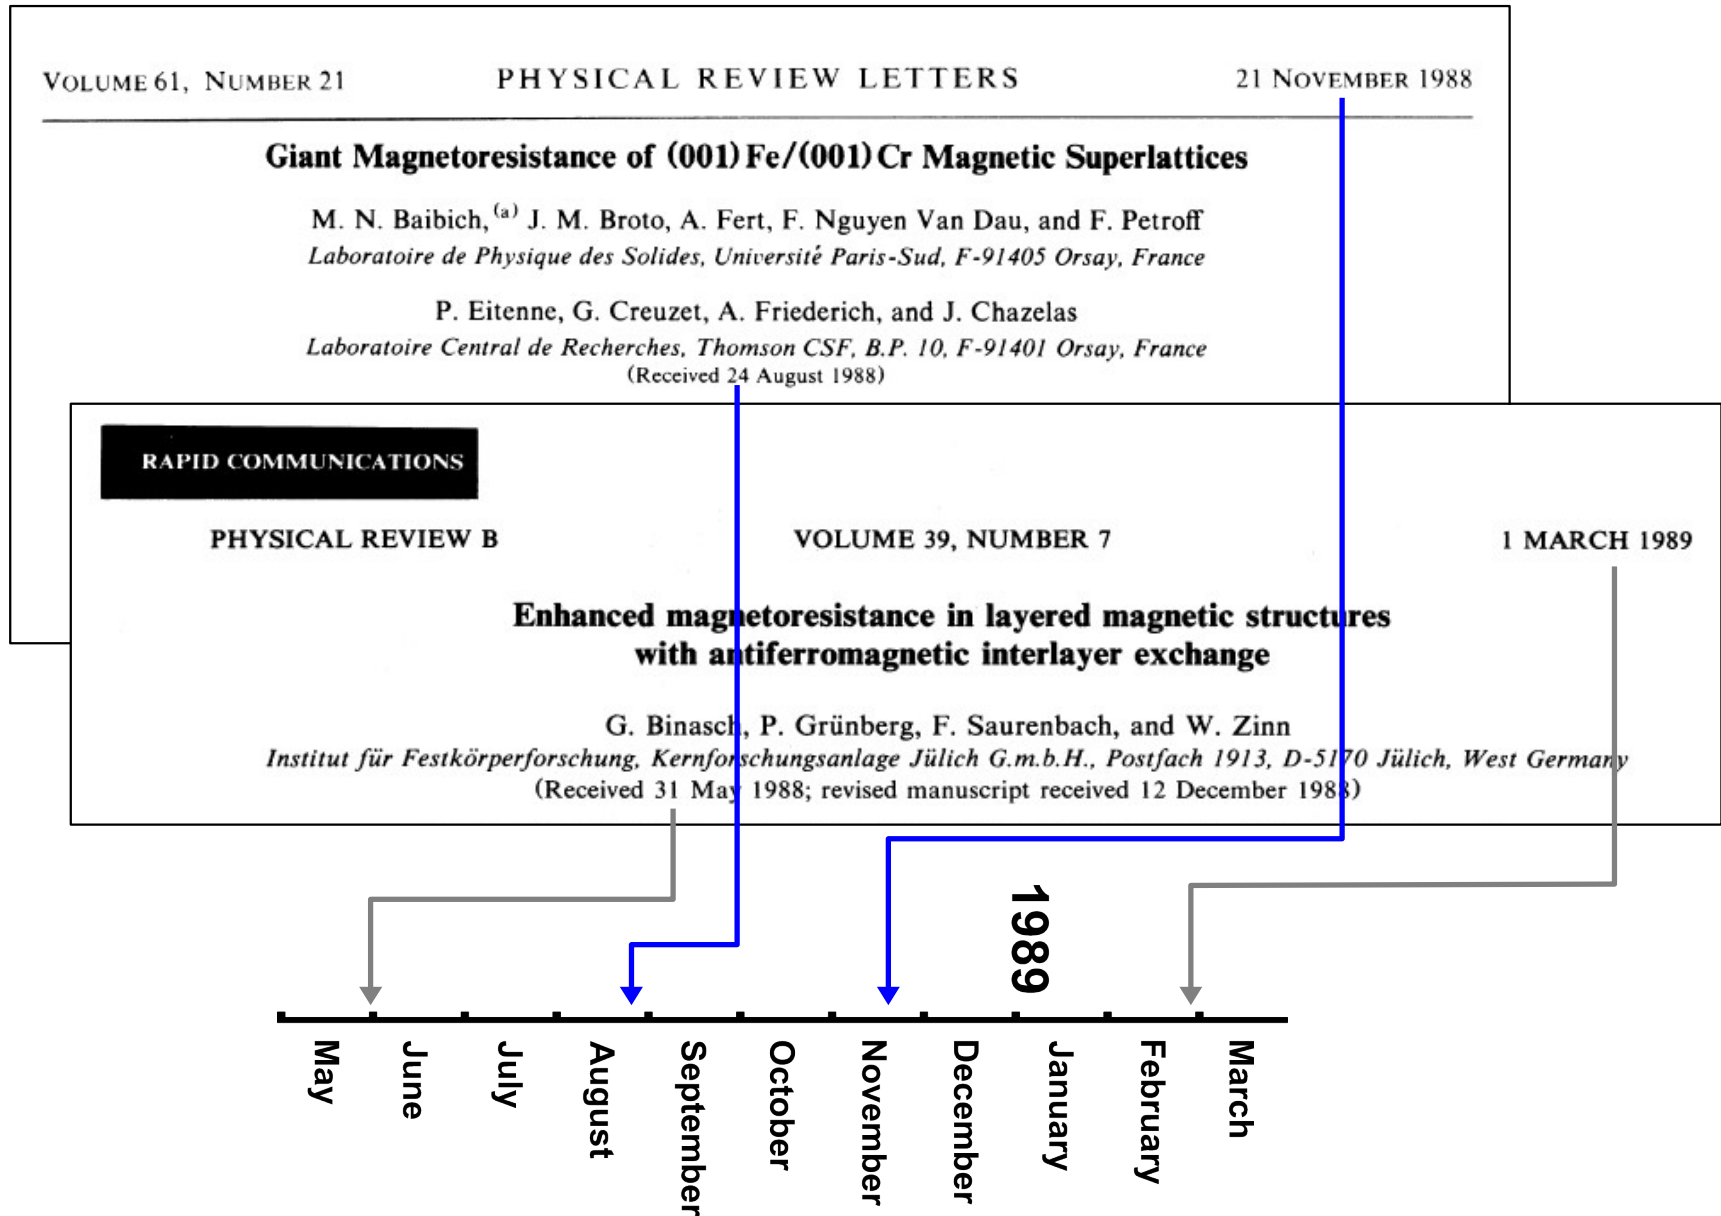 VOLUME 61, NUMBER 21 PHYSICAL REVIEW LETTERS 21 NOVEMBER 1988
Giant Magnetoresistance of (001)Fe/(001)Cr Magnetic Superlattices
M. N. Baibich, (a) J. M. Broto, A. Fert, F. Nguyen Van Dau, and F. Petroff
Laboratoire de Physique des Solides, Université Paris-Sud, F-91405 Orsay, France
P. Eitenne, G. Creuzet, A. Friederich, and J. Chazelas
Laboratoire Central de Recherches, Thomson CSF, B.P. 10, F-91401 Orsay, France
(Received 24 August 1988)
RAPID COMMUNICATIONS
PHYSICAL REVIEW B VOLUME 39, NUMBER 7 1 MARCH 1989
Enhanced magnetoresistance in layered magnetic structures
with antiferromagnetic interlayer exchange
G. Binasch, P. Grünberg, F. Saurenbach, and W. Zinn
Institut für Festkörperforschung, Kernforschungsanlage Jülich G.m.b.H., Postfach 1913, D-5170 Jülich, West Germany
(Received 31 May 1988; revised manuscript received 12 December 1988)
1989
May
June
July
August
September
October
November
December
January
February
March